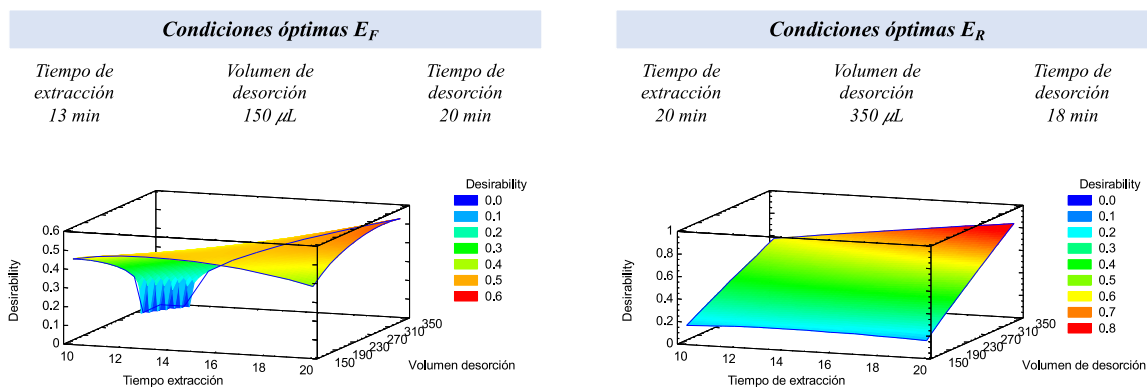 Condiciones óptimas E_F
Tiempo de
extracción
13 min
Volumen de
desorción
150 μL
Tiempo de
desorción
20 min
Desirability
0.0
0.1
0.2
0.3
0.4
0.5
0.6
Desirability
0.6
0.5
0.4
0.3
0.2
0.1
0
10
12
14
16
18
20
Tiempo extracción
150
190
230
270
310
350
Volumen desorción
Condiciones óptimas E_R
Tiempo de
extracción
20 min
Volumen de
desorción
350 μL
Tiempo de
desorción
18 min
Desirability
0.0
0.1
0.2
0.3
0.4
0.5
0.6
0.7
0.8
Desirability
1
0.8
0.6
0.4
0.2
0
10
12
14
16
18
20
Tiempo de extracción
150
190
230
270
310
350
Volumen de desorción